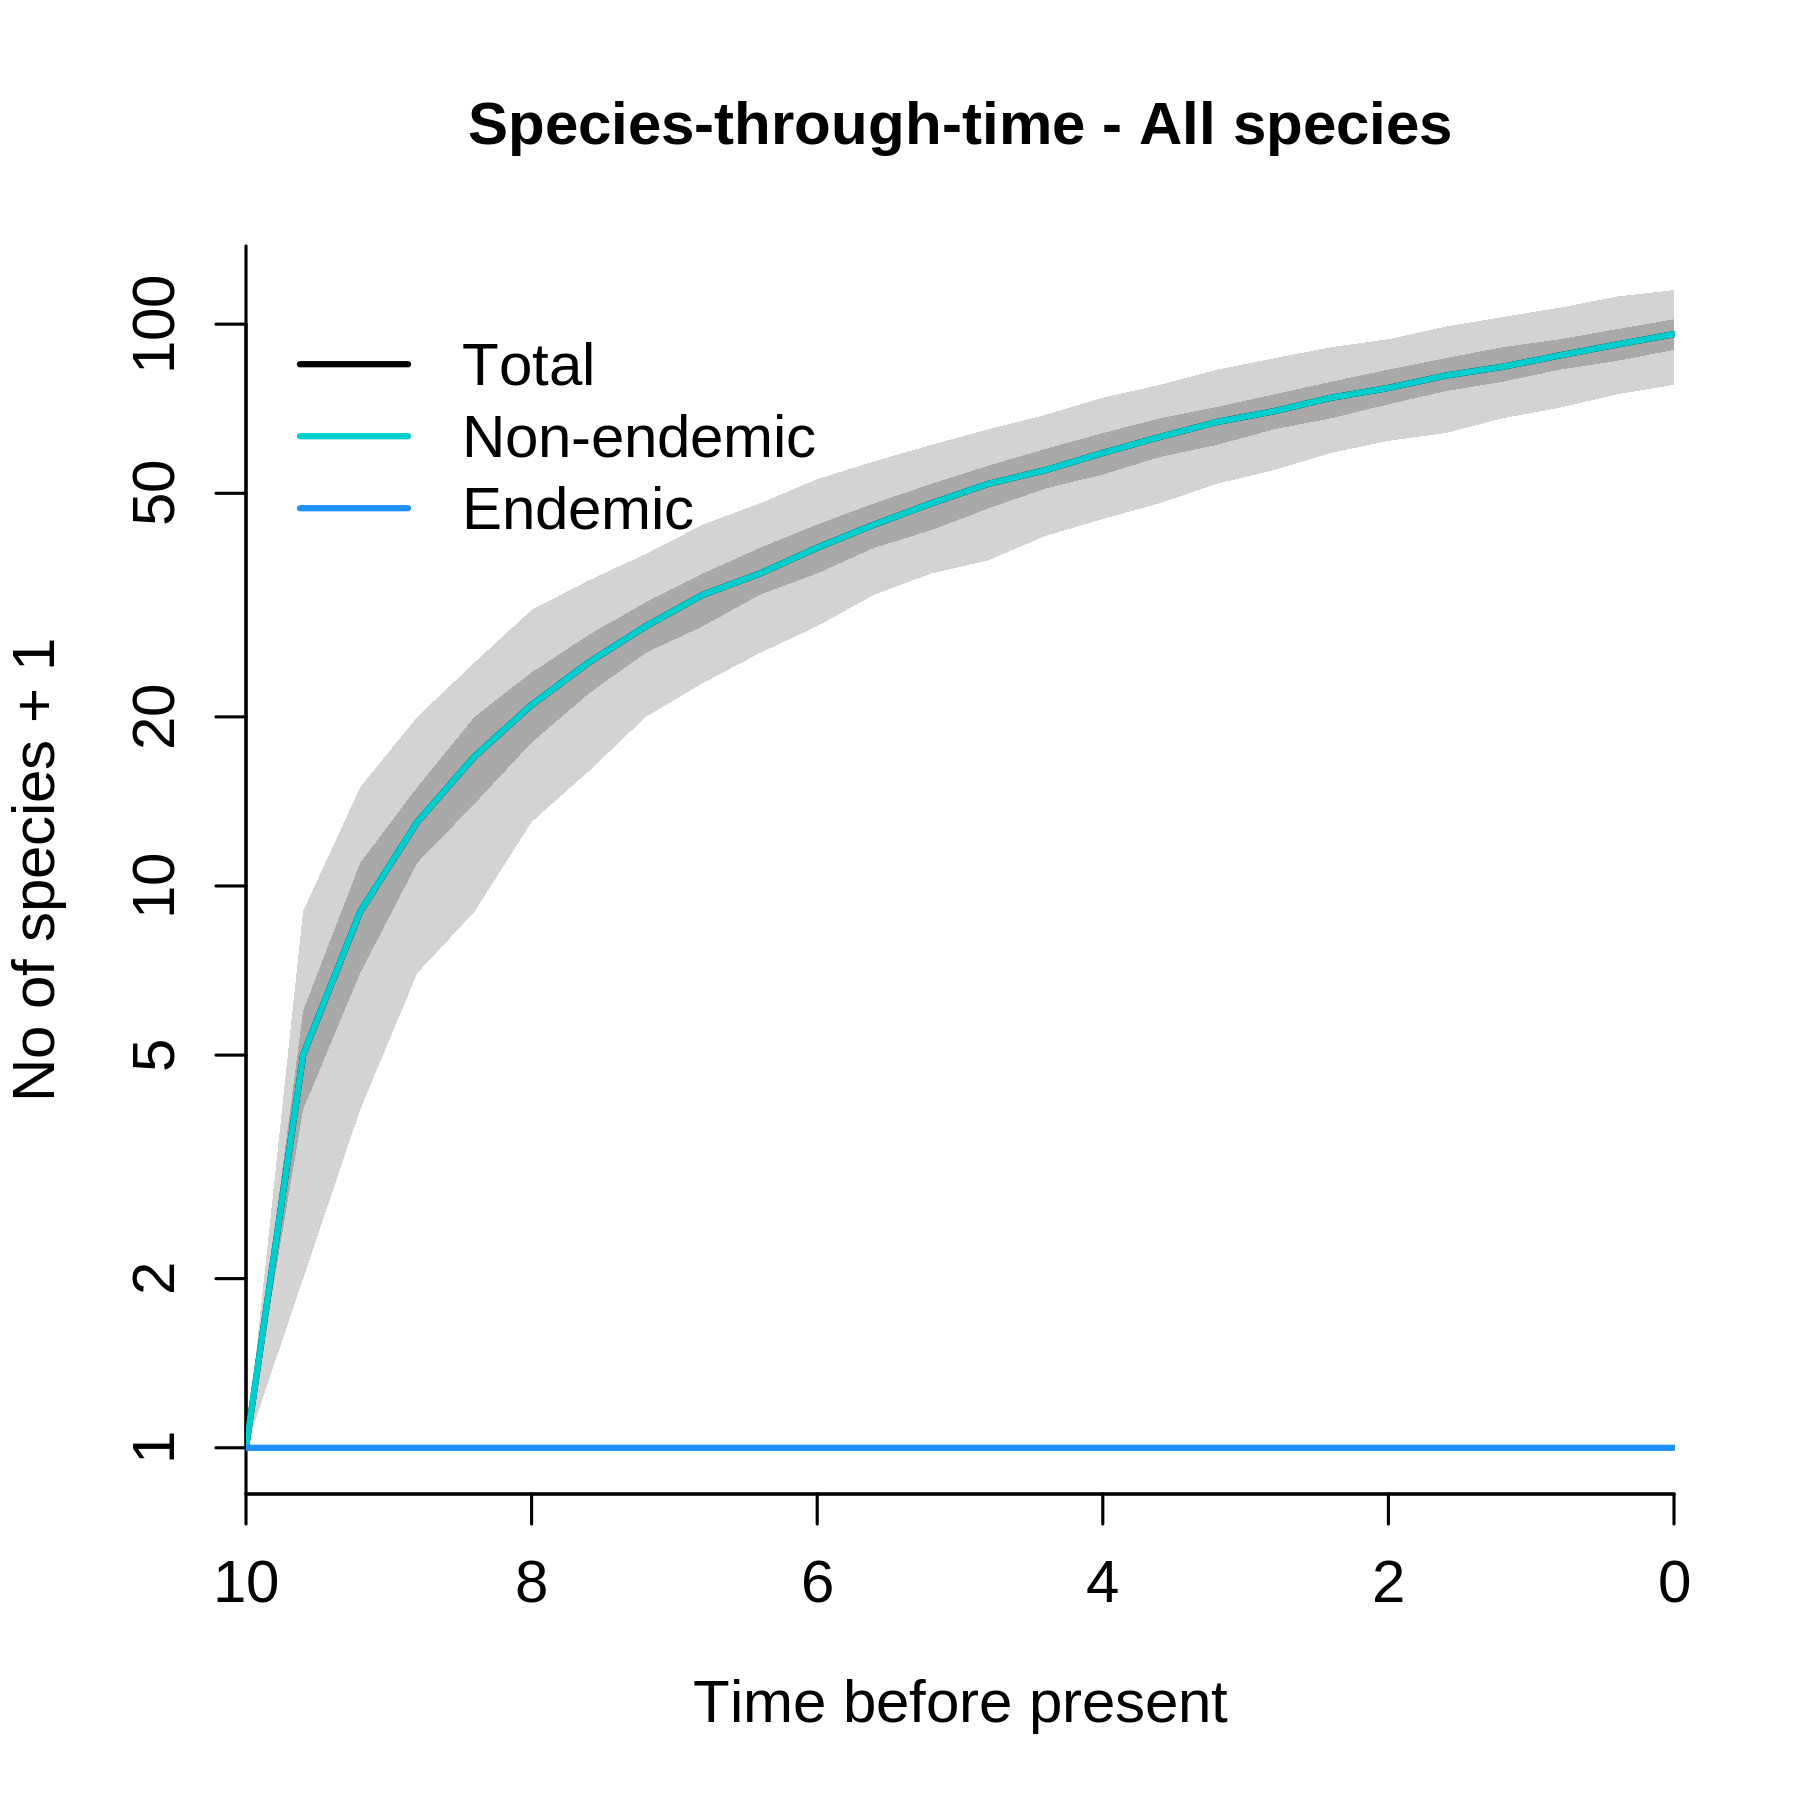 Species-through-time - All species
Total
Non-endemic
Endemic
No of species + 1
100
50
20
10
5
2
1
10 8 6 4 2 0
Time before present